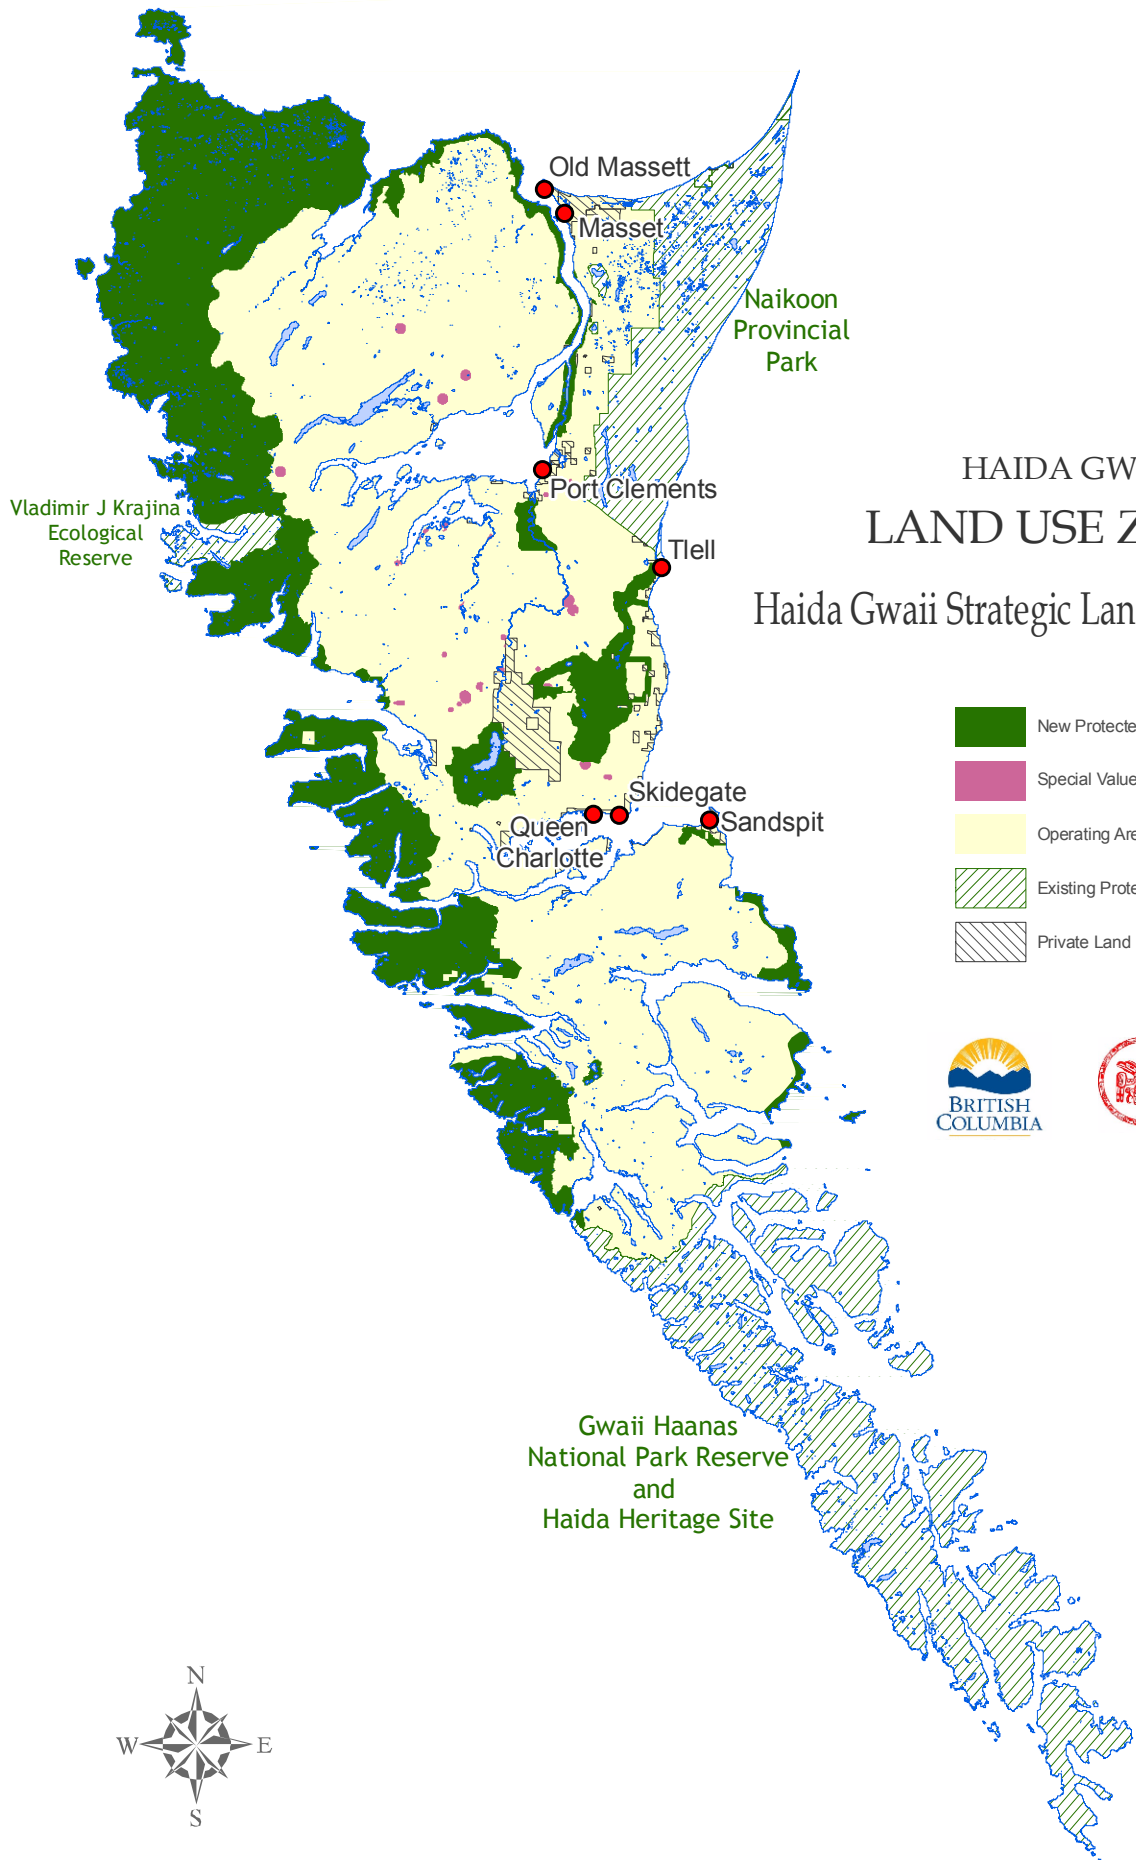 Old Massett
Masset
Naikoon
Provincial
Park
HAIDA GW
LAND USE Z
Haida Gwaii Strategic Lan
Port Clements
Vladimir J Krajina
Ecological
Reserve
Tlell
New Protecte
Special Value
Operating Are
Existing Prote
Private Land
Skidegate
Queen
Charlotte
Sandspit
BRITISH
COLUMBIA
Gwaii Haanas
National Park Reserve
and
Haida Heritage Site
N
W E
S